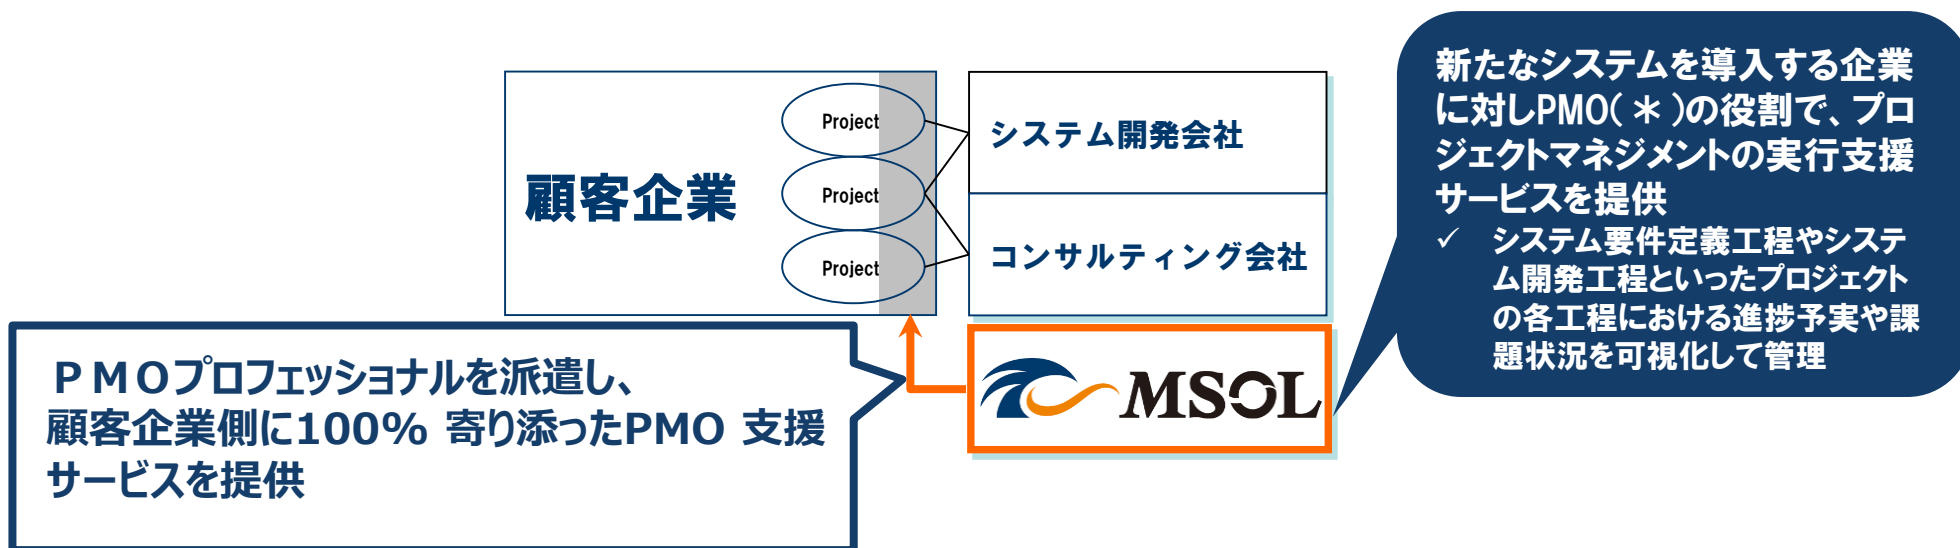 顧客企業
Project
Project
Project
システム開発会社
コンサルティング会社
MSOL
ＰＭＯプロフェッショナルを派遣し、
顧客企業側に100% 寄り添ったPMO 支援
サービスを提供
新たなシステムを導入する企業
に対しPMO(＊)の役割で、プロ
ジェクトマネジメントの実行支援
サービスを提供
✓ システム要件定義工程やシステ
ム開発工程といったプロジェクト
の各工程における進捗予実や課
題状況を可視化して管理